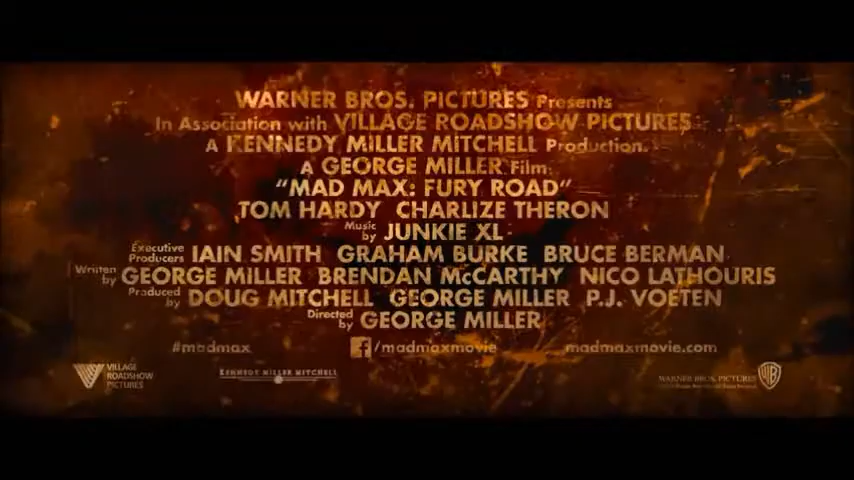 WARNER BROS. PICTURES Presents
In Association with VILLAGE ROADSHOW PICTURES
A KENNEDY MILLER MITCHELL Production
A GEORGE MILLER Film
"MAD MAX: FURY ROAD"
TOM HARDY CHARLIZE THERON
Music by JUNKIE XL
Executive Producers IAIN SMITH GRAHAM BURKE BRUCE BERMAN
Written by GEORGE MILLER BRENDAN McCARTHY NICO LATHOURIS
Produced by DOUG MITCHELL GEORGE MILLER P.J. VOETEN
Directed by GEORGE MILLER
#madmax f/madmaxmovie madmaxmovie.com
VILLAGE ROADSHOW PICTURES
KENNEDY MILLER MITCHELL
WARNER BROS. PICTURES WB